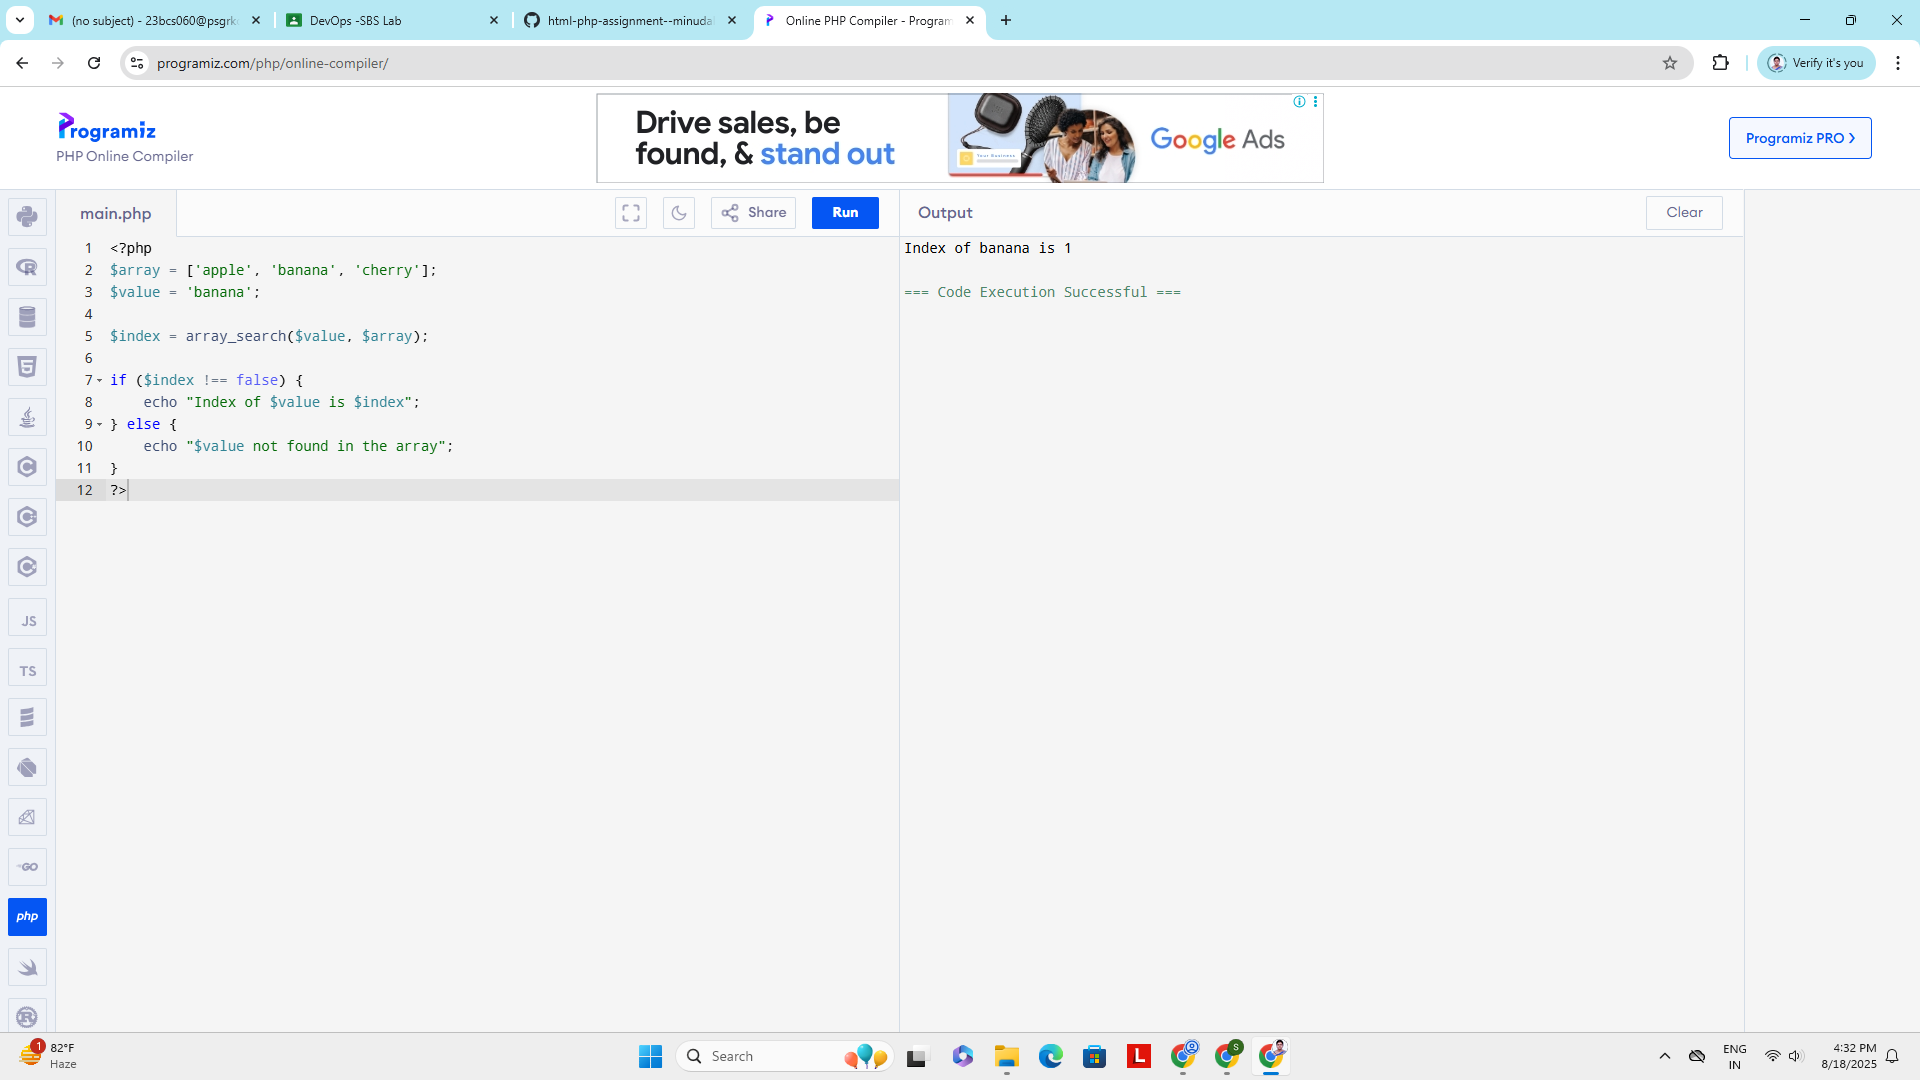 (no subject) - 23bcs060@psgrk
DevOps -SBS Lab
html-php-assignment--minuda
Online PHP Compiler - Program
programiz.com/php/online-compiler/
Verify it's you
Programiz
PHP Online Compiler
Drive sales, be
found, & stand out
Your Business
Google Ads
Programiz PRO
main.php
Share
Run
Output
Clear
1 <?php
2 $array = ['apple', 'banana', 'cherry'];
3 $value = 'banana';
4
5 $index = array_search($value, $array);
6
7 if ($index !== false) {
8     echo "Index of $value is $index";
9 } else {
10     echo "$value not found in the array";
11 }
12 ?>
Index of banana is 1
=== Code Execution Successful ===
JS
TS
GO
php
1
82°F
Haze
Search
L
S
ENG
IN
4:32 PM
8/18/2025